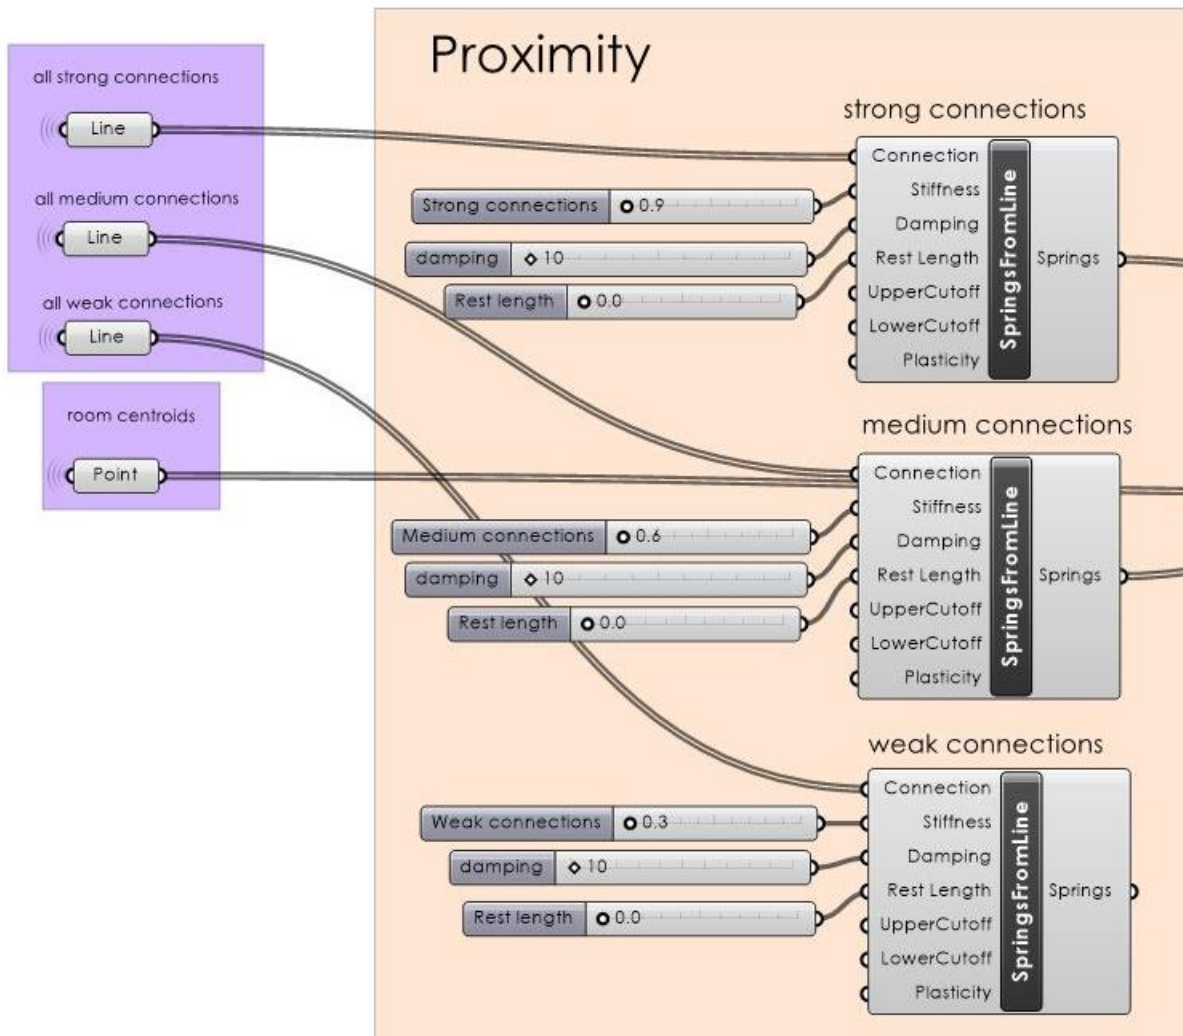 Proximity
all strong connections
Line
all medium connections
Line
all weak connections
Line
room centroids
Point
strong connections
Connection
Stiffness
Damping
Rest Length
UpperCutoff
LowerCutoff
Plasticity
SpringsFromLine
Springs
Strong connections 0.9
damping 10
Rest length 0.0
medium connections
Connection
Stiffness
Damping
Rest Length
UpperCutoff
LowerCutoff
Plasticity
SpringsFromLine
Springs
Medium connections 0.6
damping 10
Rest length 0.0
weak connections
Connection
Stiffness
Damping
Rest Length
UpperCutoff
LowerCutoff
Plasticity
SpringsFromLine
Springs
Weak connections 0.3
damping 10
Rest length 0.0